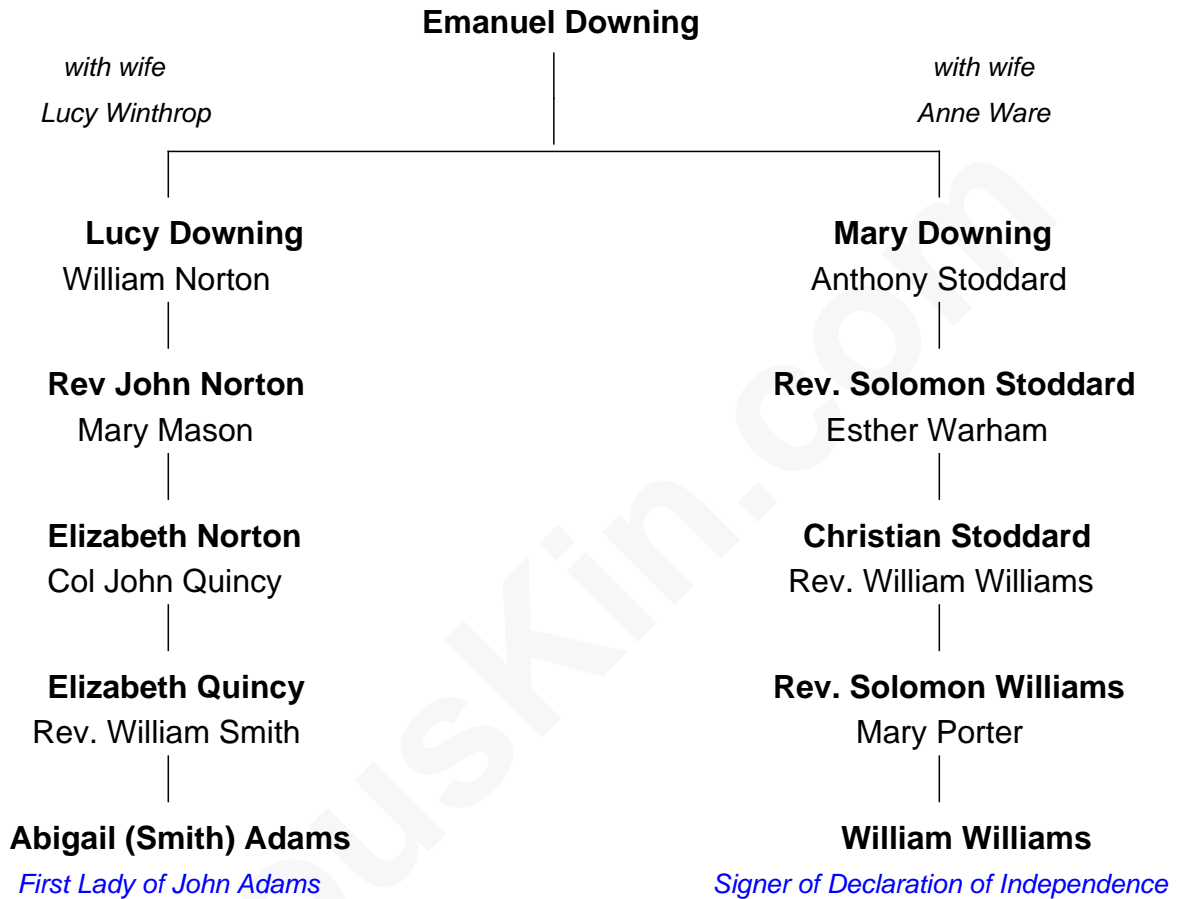 Emanuel Downing
with wife
Lucy Winthrop
with wife
Anne Ware
Lucy Downing
William Norton
Mary Downing
Anthony Stoddard
Rev John Norton
Mary Mason
Rev. Solomon Stoddard
Esther Warham
Elizabeth Norton
Col John Quincy
Christian Stoddard
Rev. William Williams
Elizabeth Quincy
Rev. William Smith
Rev. Solomon Williams
Mary Porter
Abigail (Smith) Adams
First Lady of John Adams
William Williams
Signer of Declaration of Independence
ousKin.com